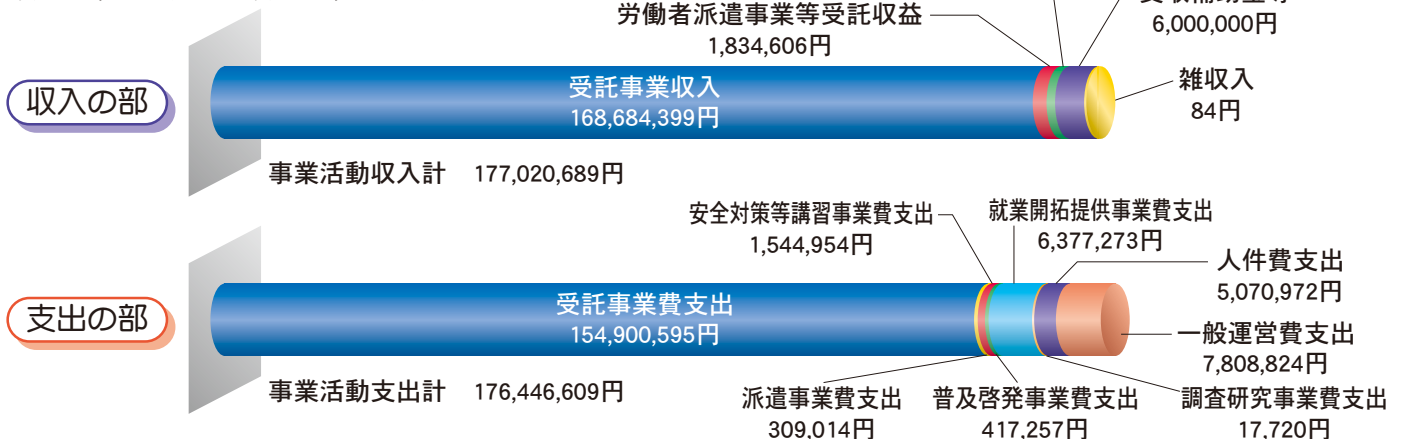 労働者派遣事業等受託収益
1,834,606円
6,000,000円
収入の部
受託事業収入
168,684,399円
雑収入
84円
事業活動収入計 177,020,689円
安全対策等講習事業費支出
1,544,954円
就業開拓提供事業費支出
6,377,273円
人件費支出
5,070,972円
支出の部
受託事業費支出
154,900,595円
一般運営費支出
7,808,824円
事業活動支出計 176,446,609円
派遣事業費支出
309,014円
普及啓発事業費支出
417,257円
調査研究事業費支出
17,720円